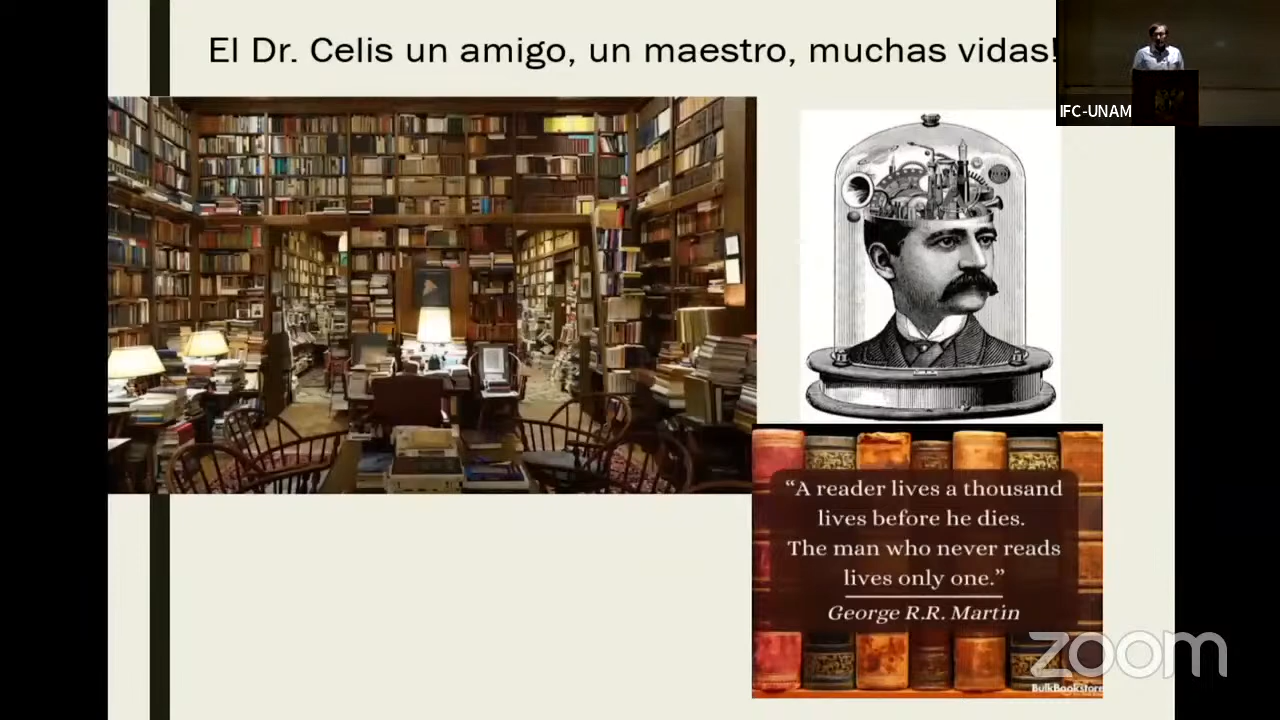 El Dr. Celis un amigo, un maestro, muchas vidas!
IFC-UNAM
“A reader lives a thousand
lives before he dies.
The man who never reads
lives only one.”
George R.R. Martin
zoom
BulkBookstore